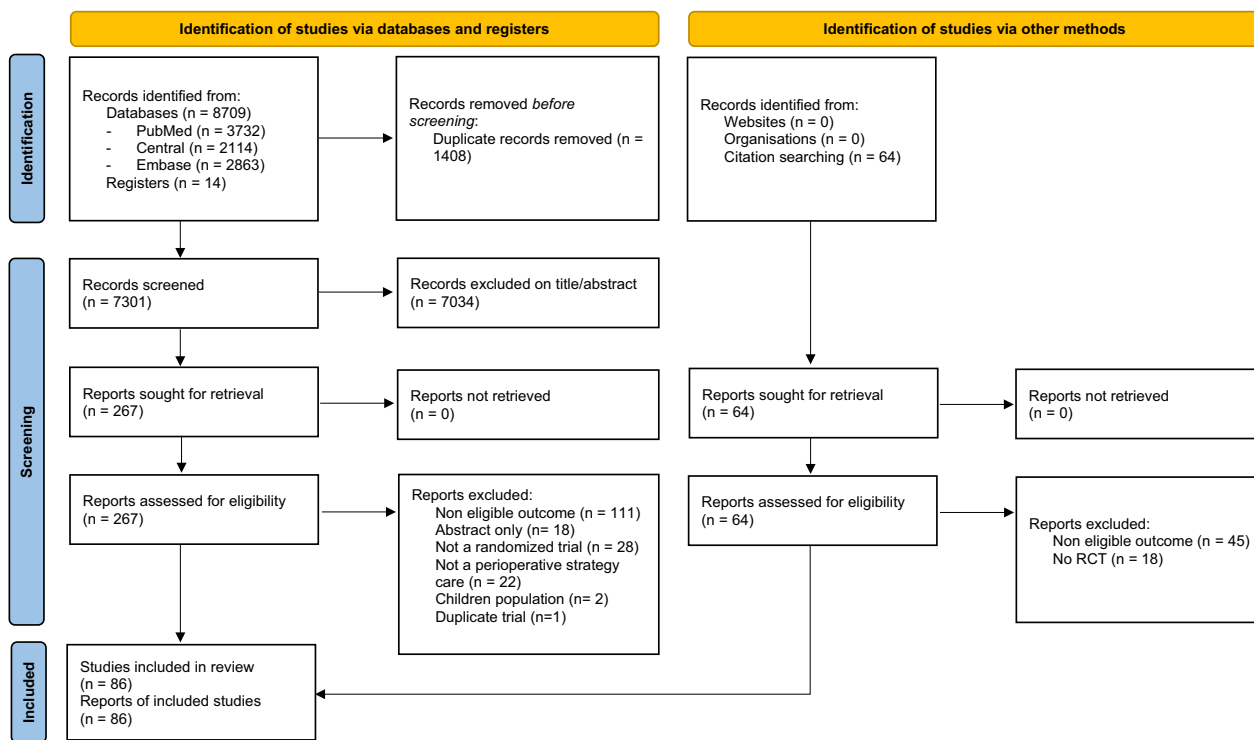 Identification of studies via databases and registers
Identification of studies via other methods
Identification
Records identified from:
Databases (n = 8709)
- PubMed = 3732)
- Central = 2114)
- Embase = 2863)
Registers (n = 14)
Records removed before
screening:
Duplicate records removed (n =
1408)
Records identified from:
Websites (n = 0)
Organisations (n = 0)
Citation searching (n = 64)
Screening
Records screened
(n = 7301)
Records excluded on title/abstract
(n = 7034)
Reports sought for retrieval
(n = 267)
Reports not retrieved
(n = 0)
Reports sought for retrieval
(n = 64)
Reports not retrieved
(n = 0)
Reports assessed for eligibility
(n = 267)
Reports excluded:
Non eligible outcome (n = 111)
Abstract only (n= 18)
Not a randomized trial (n = 28)
Not a perioperative strategy
care (n = 22)
Children population (n= 2)
Duplicate trial (n=1)
Reports assessed for eligibility
(n = 64)
Reports excluded:
Non eligible outcome (n = 45)
No RCT (n = 18)
Included
Studies included in review
(n = 86)
Reports of included studies
(n = 86)